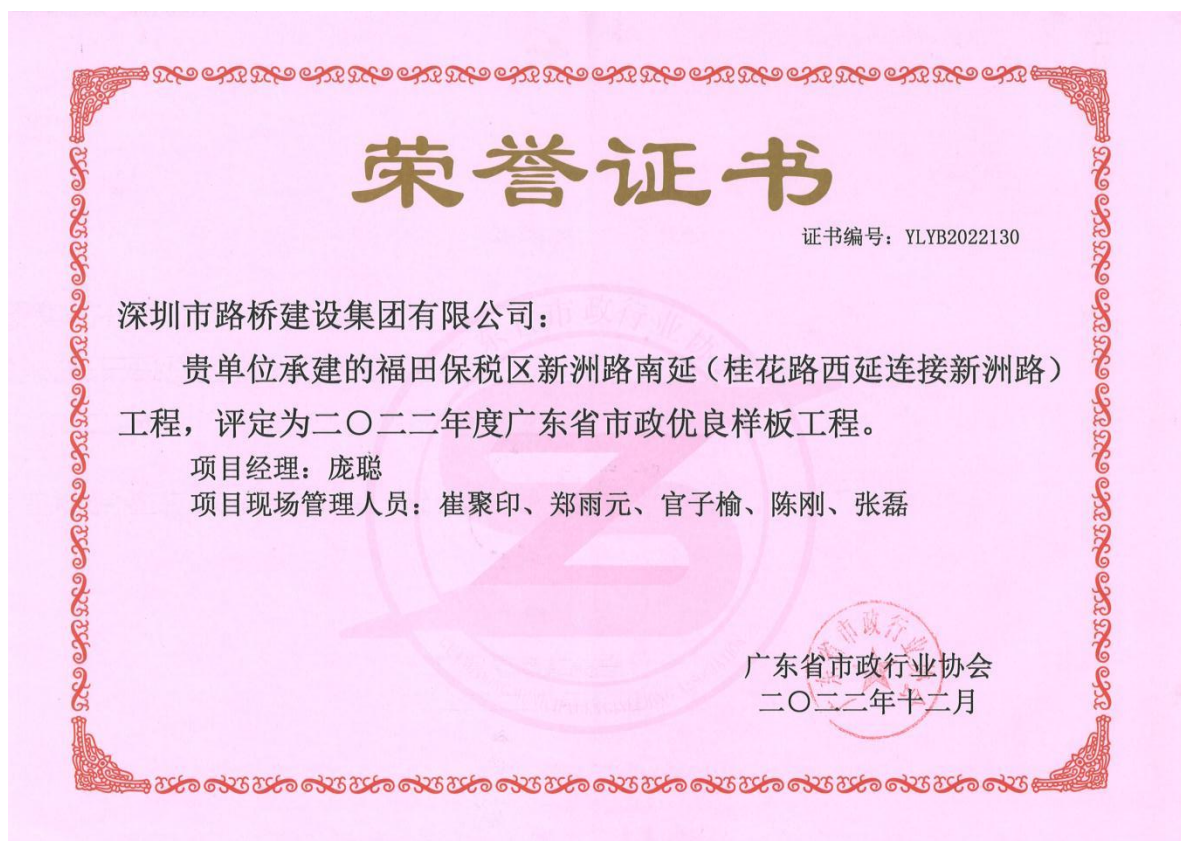 荣誉证书
证书编号：YLYB2022130
深圳市路桥建设集团有限公司：
贵单位承建的福田保税区新洲路南延（桂花路西延连接新洲路）
工程，评定为二〇二二年度广东省市政优良样板工程。
项目经理：庞聪
项目现场管理人员：崔聚印、郑雨元、官子榆、陈刚、张磊
广东省市政行业协会
二〇二二年十二月